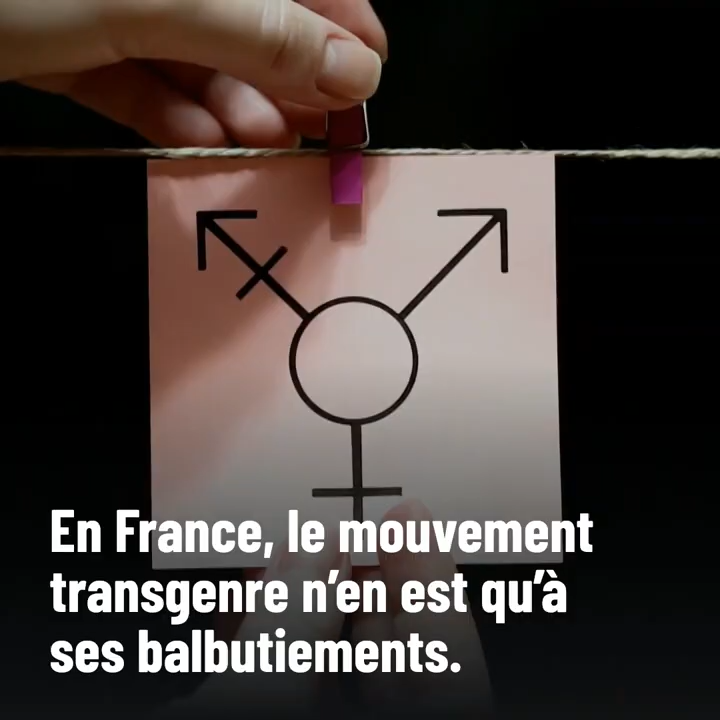 En France, le mouvement
transgenre n’en est qu’à
ses balbutiements.